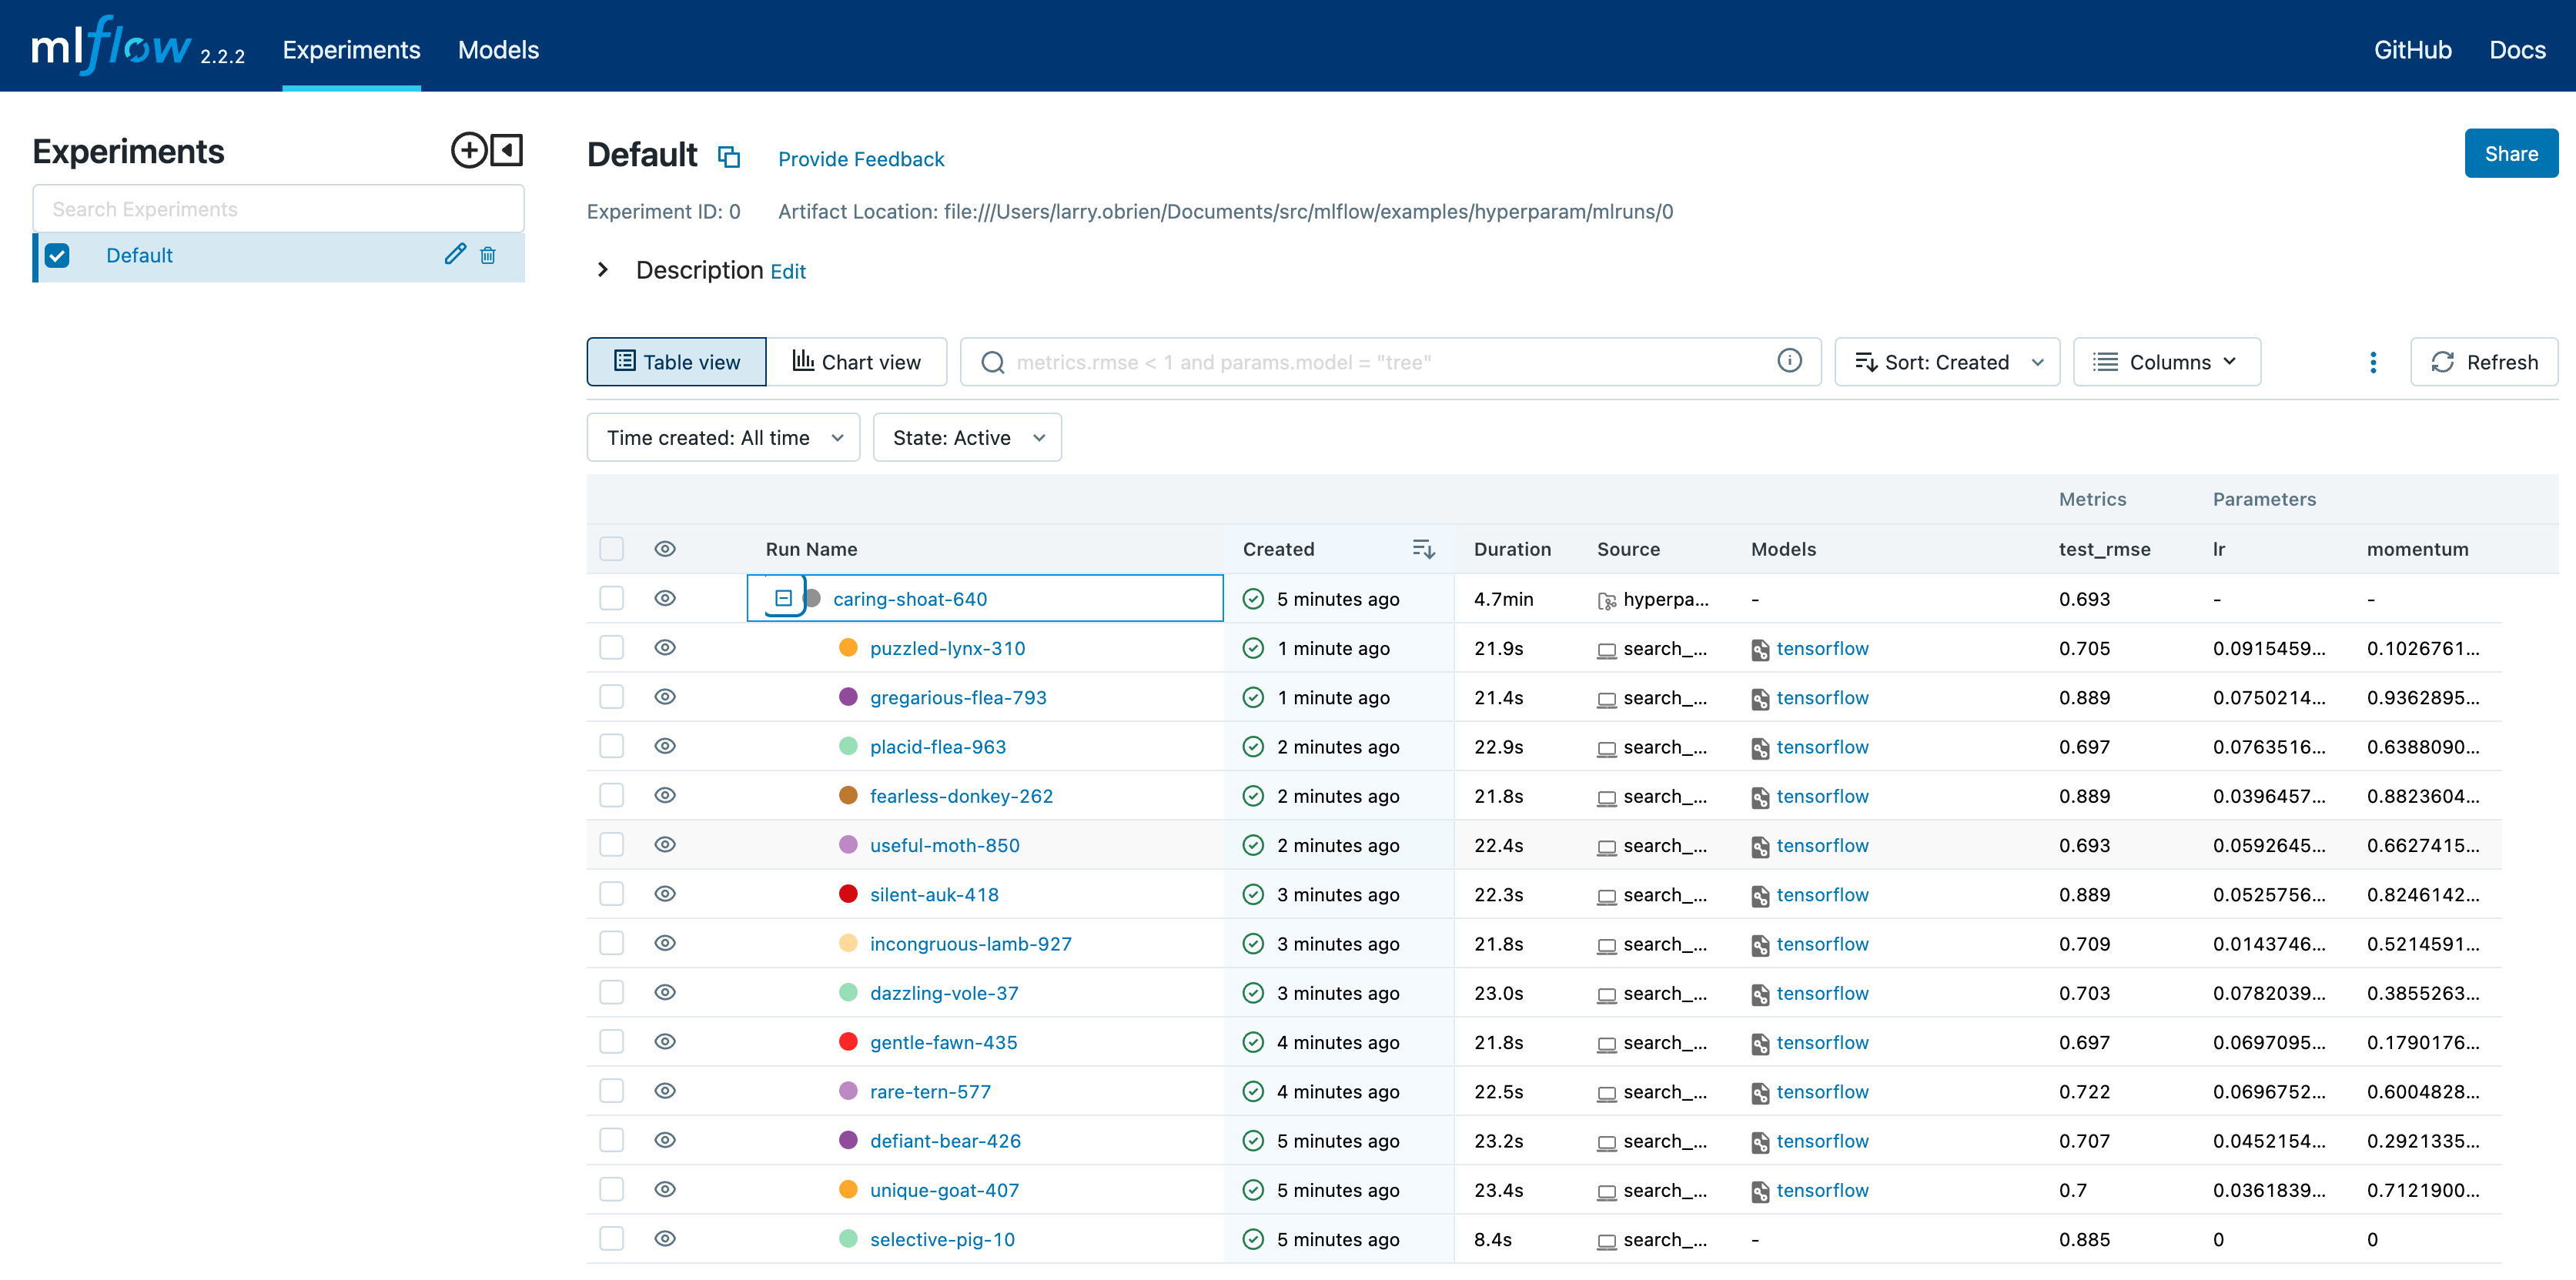 mlflow 2.2.2 Experiments Models GitHub Docs
Experiments
Search Experiments
Default
Default Provide Feedback Share
Experiment ID: 0 Artifact Location: file:///Users/larry.obrien/Documents/src/mlflow/examples/hyperparam/mlruns/0
Description Edit
Table view Chart view metrics.rmse < 1 and params.model = "tree" Sort: Created Columns Refresh
Time created: All time State: Active
Metrics Parameters
Run Name Created Duration Source Models test_rmse lr momentum
caring-shoat-640 5 minutes ago 4.7min hyperpa... - 0.693 - -
puzzled-lynx-310 1 minute ago 21.9s search_... tensorflow 0.705 0.0915459... 0.1026761...
gregarious-flea-793 1 minute ago 21.4s search_... tensorflow 0.889 0.0750214... 0.9362895...
placid-flea-963 2 minutes ago 22.9s search_... tensorflow 0.697 0.0763516... 0.6388090...
fearless-donkey-262 2 minutes ago 21.8s search_... tensorflow 0.889 0.0396457... 0.8823604...
useful-moth-850 2 minutes ago 22.4s search_... tensorflow 0.693 0.0592645... 0.6627415...
silent-auk-418 3 minutes ago 22.3s search_... tensorflow 0.889 0.0525756... 0.8246142...
incongruous-lamb-927 3 minutes ago 21.8s search_... tensorflow 0.709 0.0143746... 0.5214591...
dazzling-vole-37 3 minutes ago 23.0s search_... tensorflow 0.703 0.0782039... 0.3855263...
gentle-fawn-435 4 minutes ago 21.8s search_... tensorflow 0.697 0.0697095... 0.1790176...
rare-tern-577 4 minutes ago 22.5s search_... tensorflow 0.722 0.0696752... 0.6004828...
defiant-bear-426 5 minutes ago 23.2s search_... tensorflow 0.707 0.0452154... 0.2921335...
unique-goat-407 5 minutes ago 23.4s search_... tensorflow 0.7 0.0361839... 0.7121900...
selective-pig-10 5 minutes ago 8.4s search_... - 0.885 0 0